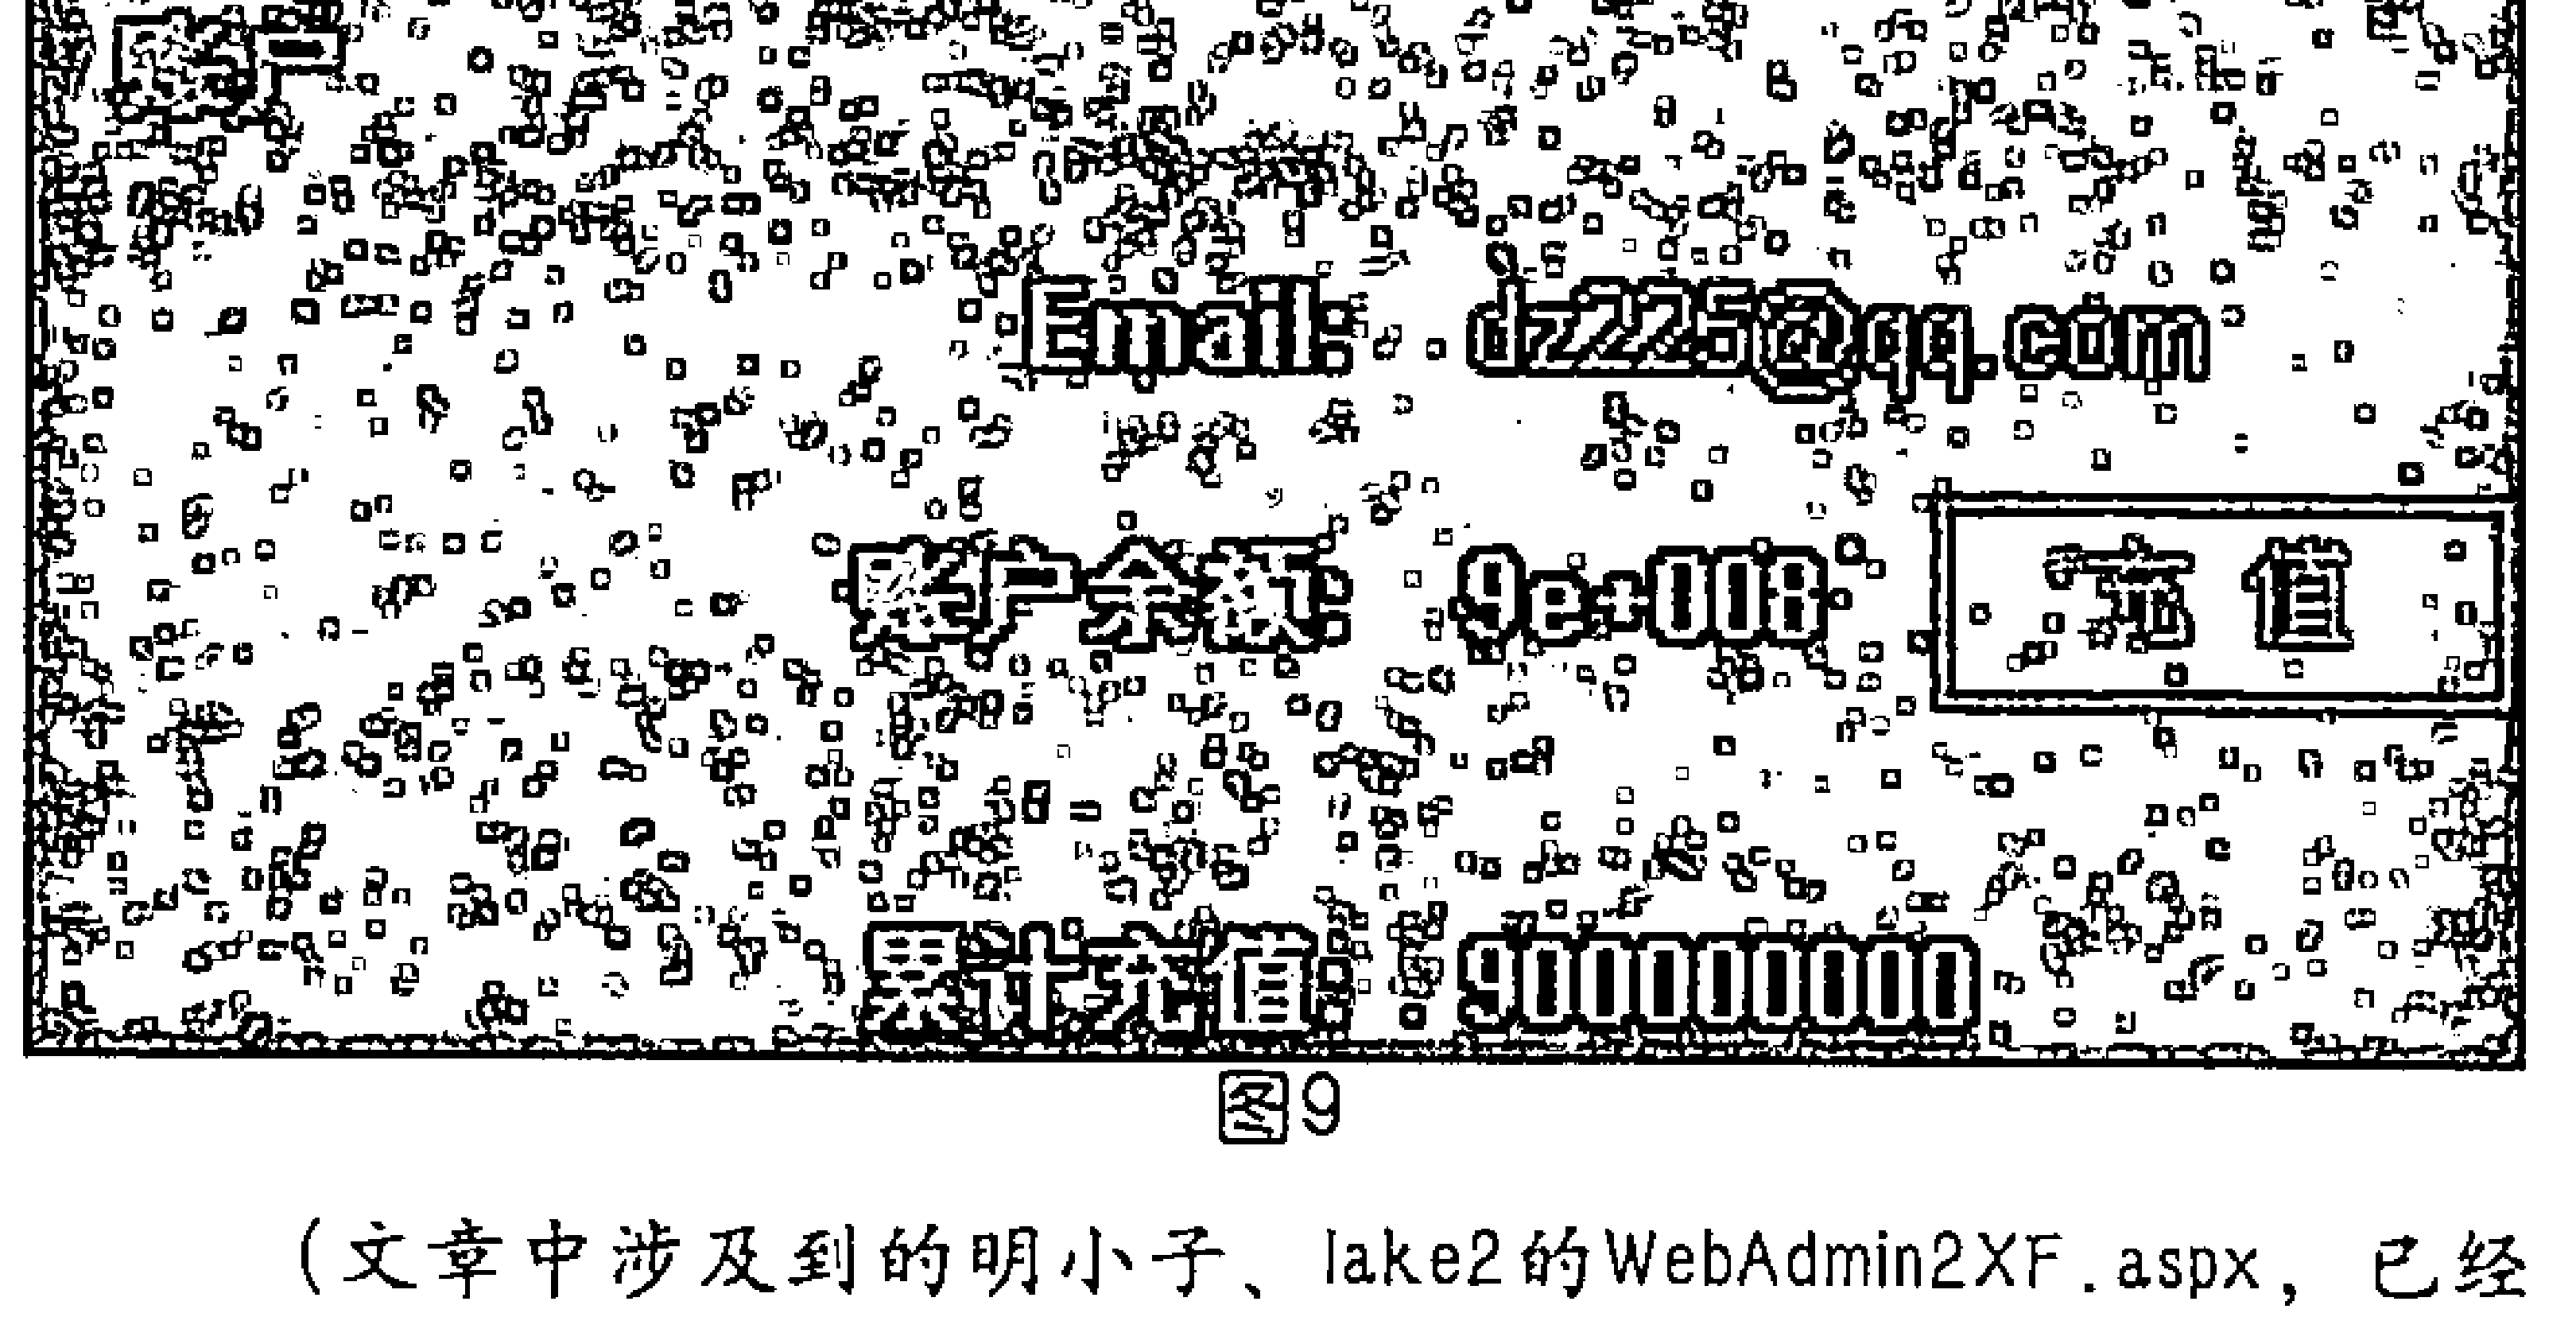 Email: dz225@qq.com
账户余额: 9e+008 充 值
累计充值: 900000000
图9
(文章中涉及到的明小子、lake2的WebAdmin2XF.aspx,已经